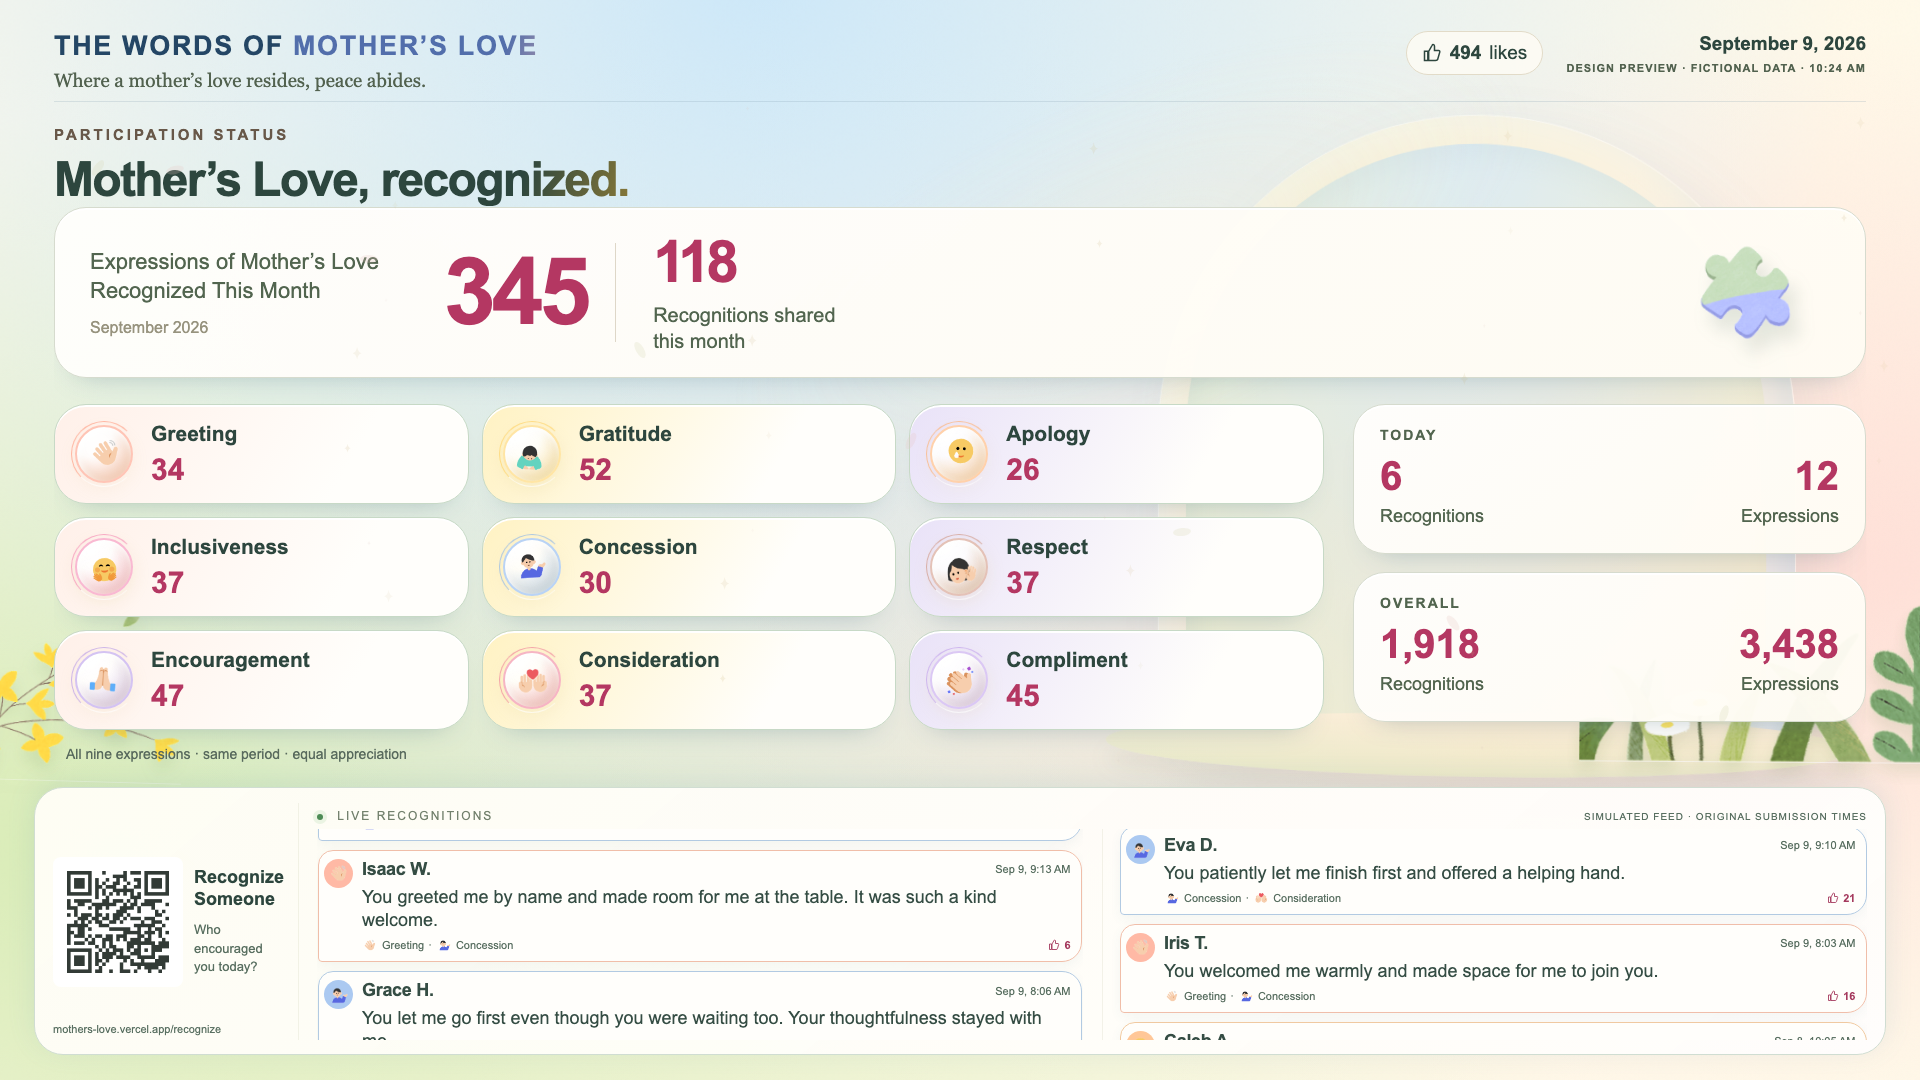 THE WORDS OF MOTHER’S LOVE
Where a mother’s love resides, peace abides.
494 likes
September 9, 2026
DESIGN PREVIEW · FICTIONAL DATA · 10:24 AM
PARTICIPATION STATUS
Mother’s Love, recognized.
Expressions of Mother’s Love
Recognized This Month
September 2026
345
118
Recognitions shared
this month
Greeting
34
Gratitude
52
Apology
26
Inclusiveness
37
Concession
30
Respect
37
Encouragement
47
Consideration
37
Compliment
45
TODAY
6
Recognitions
12
Expressions
OVERALL
1,918
Recognitions
3,438
Expressions
All nine expressions · same period · equal appreciation
Recognize
Someone
Who
encouraged
you today?
mothers-love.vercel.app/recognize
LIVE RECOGNITIONS
SIMULATED FEED · ORIGINAL SUBMISSION TIMES
Isaac W.
Sep 9, 9:13 AM
You greeted me by name and made room for me at the table. It was such a kind
welcome.
Greeting · Concession
6
Grace H.
Sep 9, 8:06 AM
You let me go first even though you were waiting too. Your thoughtfulness stayed with
me.
Eva D.
Sep 9, 9:10 AM
You patiently let me finish first and offered a helping hand.
Concession · Consideration
21
Iris T.
Sep 9, 8:03 AM
You welcomed me warmly and made space for me to join you.
Greeting · Concession
16
Caleb A.